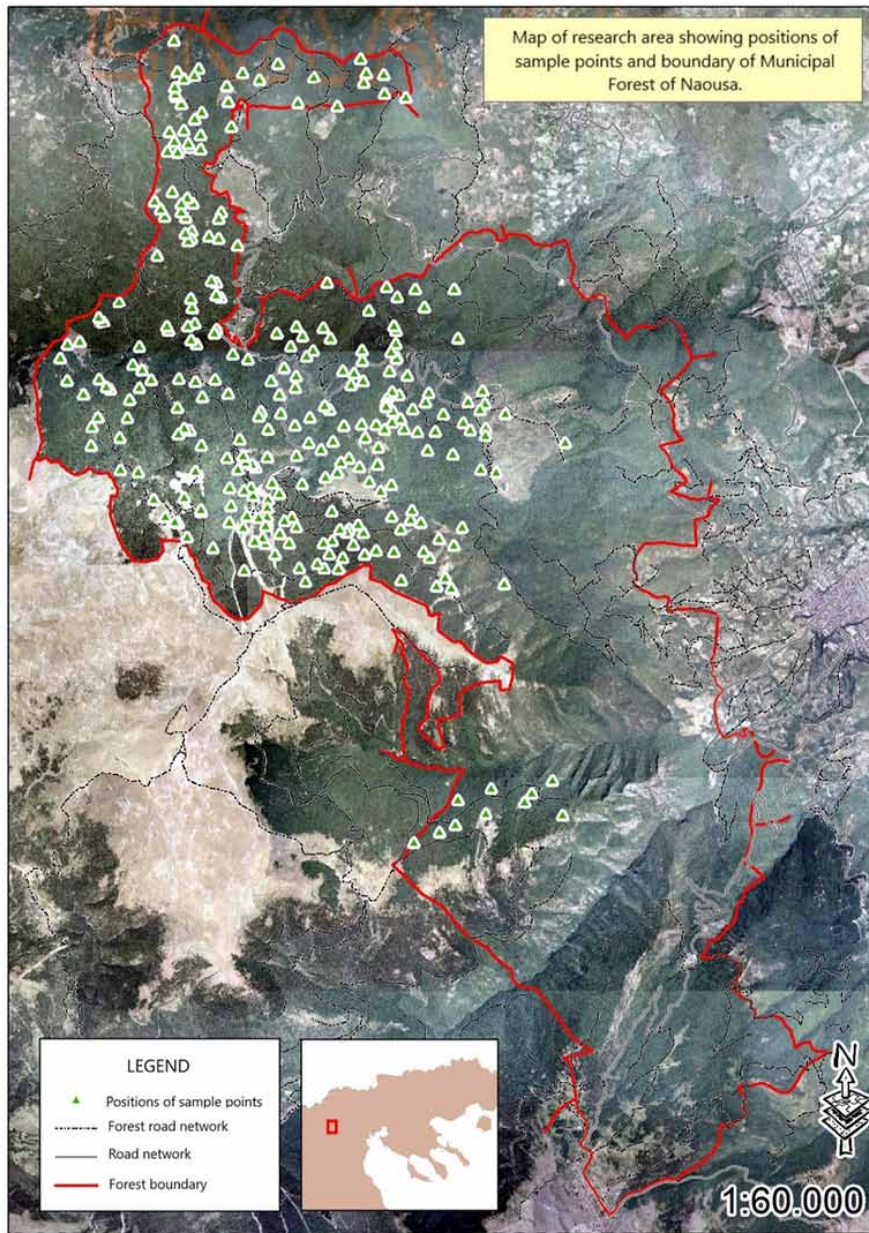 Map of research area showing positions of
sample points and boundary of Municipal
Forest of Naousa.
LEGEND
Positions of sample points
Forest road network
Road network
Forest boundary
N
1:60.000